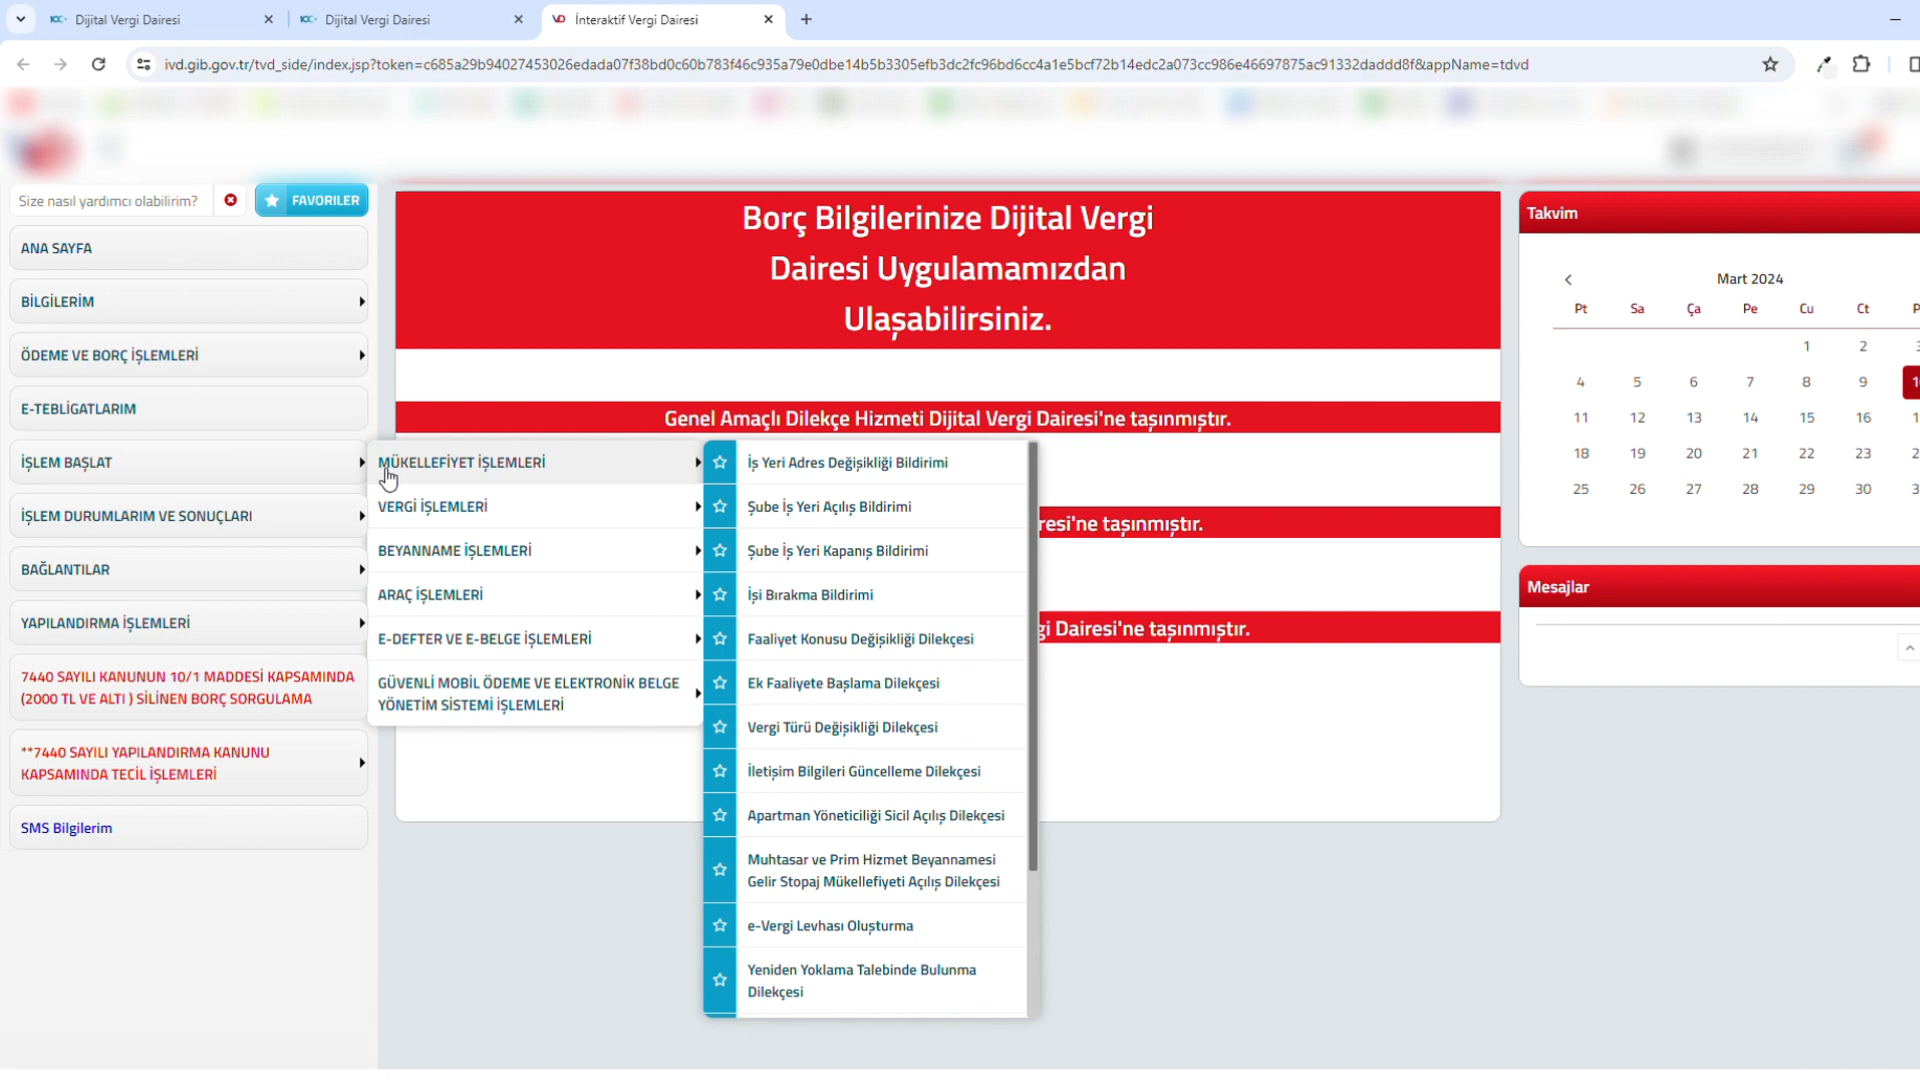 Dijital Vergi Dairesi
Dijital Vergi Dairesi
İnteraktif Vergi Dairesi
ivd.gib.gov.tr/tvd_side/index.jsp?token=c685a29b94027453026edada07f38bd0c60b783f46c935a79e0dbe14b5b3305efb3dc2fc96bd6cc4a1e5bcf72b14edc2a073cc986e46697875ac91332daddd8f&appName=tdvd
Size nasıl yardımcı olabilirim?
FAVORILER
ANA SAYFA
BİLGİLERİM
ÖDEME VE BORÇ İŞLEMLERİ
E-TEBLİGATLARIM
İŞLEM BAŞLAT
İŞLEM DURUMLARIM VE SONUÇLARI
BAĞLANTILAR
YAPILANDIRMA İŞLEMLERİ
7440 SAYILI KANUNUN 10/1 MADDESİ KAPSAMINDA
(2000 TL VE ALTI ) SİLİNEN BORÇ SORGULAMA
**7440 SAYILI YAPILANDIRMA KANUNU
KAPSAMINDA TECİL İŞLEMLERİ
SMS Bilgilerim
MÜKELLEFİYET İŞLEMLERİ
VERGİ İŞLEMLERİ
BEYANNAME İŞLEMLERİ
ARAÇ İŞLEMLERİ
E-DEFTER VE E-BELGE İŞLEMLERİ
GÜVENLİ MOBİL ÖDEME VE ELEKTRONİK BELGE
YÖNETİM SİSTEMİ İŞLEMLERİ
İş Yeri Adres Değişikliği Bildirimi
Şube İş Yeri Açılış Bildirimi
Şube İş Yeri Kapanış Bildirimi
İşi Bırakma Bildirimi
Faaliyet Konusu Değişikliği Dilekçesi
Ek Faaliyete Başlama Dilekçesi
Vergi Türü Değişikliği Dilekçesi
İletişim Bilgileri Güncelleme Dilekçesi
Apartman Yöneticiliği Sicil Açılış Dilekçesi
Muhtasar ve Prim Hizmet Beyannamesi
Gelir Stopaj Mükellefiyeti Açılış Dilekçesi
e-Vergi Levhası Oluşturma
Yeniden Yoklama Talebinde Bulunma
Dilekçesi
Borç Bilgilerinize Dijital Vergi
Dairesi Uygulamamızdan
Ulaşabilirsiniz.
Genel Amaçlı Dilekçe Hizmeti Dijital Vergi Dairesi'ne taşınmıştır.
resi'ne taşınmıştır.
gi Dairesi'ne taşınmıştır.
Takvim
Mart 2024
Pt Sa Ça Pe Cu Ct
1 2
4 5 6 7 8 9
11 12 13 14 15 16
18 19 20 21 22 23
25 26 27 28 29 30
Mesajlar